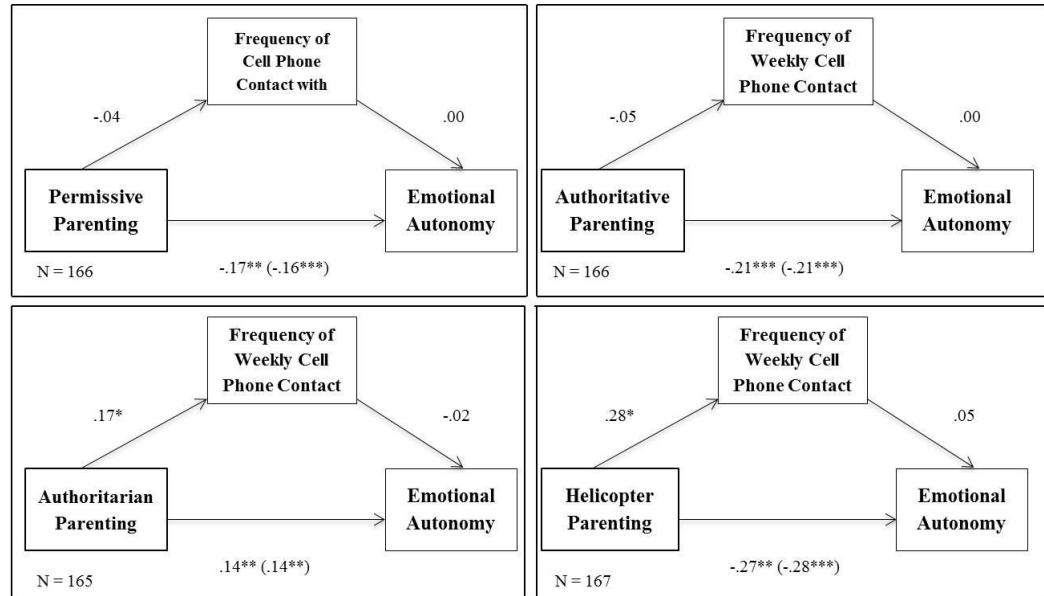 Frequency of
Cell Phone
Contact with
-.04
.00
Permissive
Parenting
Emotional
Autonomy
-.17** (-.16***)
N = 166
Frequency of
Weekly Cell
Phone Contact
-.05
.00
Authoritative
Parenting
Emotional
Autonomy
-.21*** (-.21***)
N = 166
Frequency of
Weekly Cell
Phone Contact
.17*
-.02
Authoritarian
Parenting
Emotional
Autonomy
.14** (.14**)
N = 165
Frequency of
Weekly Cell
Phone Contact
.28*
.05
Helicopter
Parenting
Emotional
Autonomy
-.27** (-.28***)
N = 167